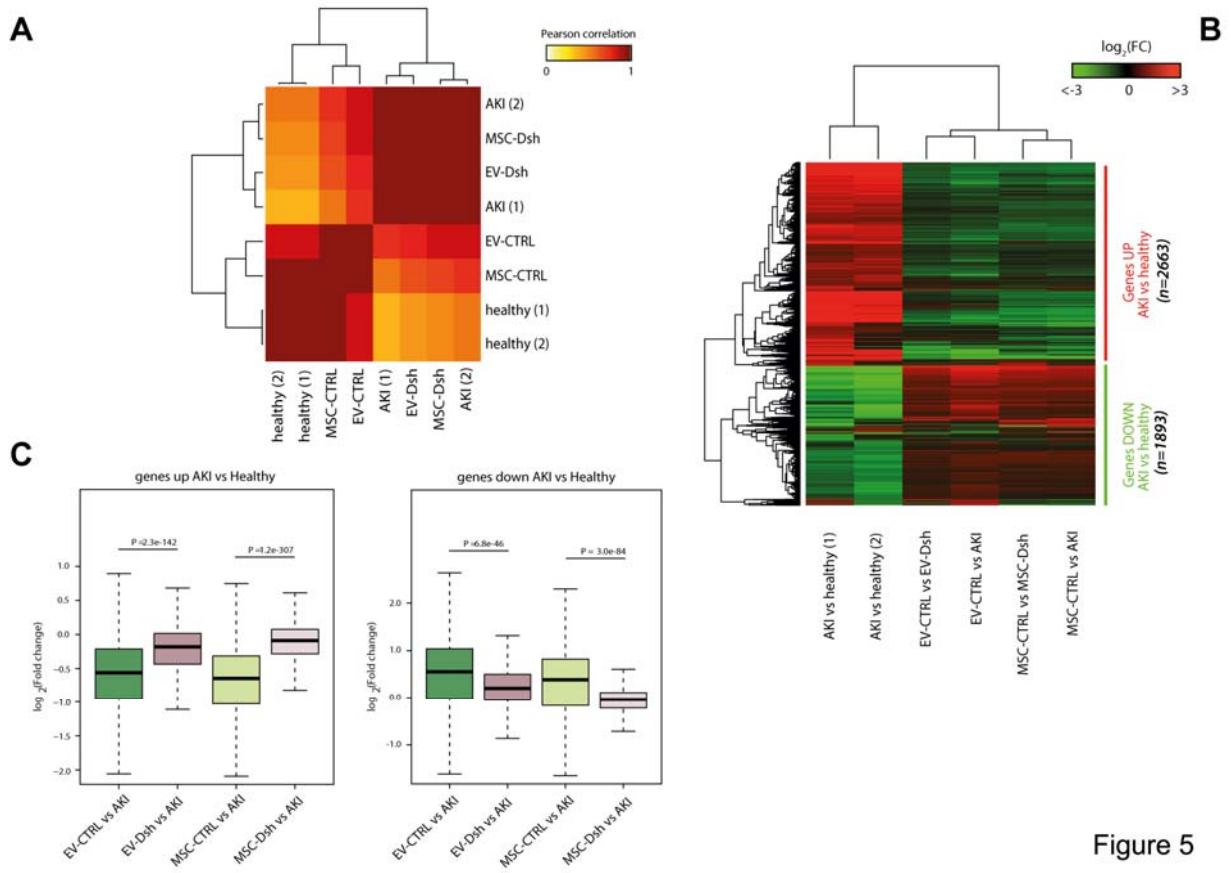 A
Pearson correlation
0 1
AKI (2)
MSC-Dsh
EV-Dsh
AKI (1)
EV-CTRL
MSC-CTRL
healthy (1)
healthy (2)
healthy (2)
healthy (1)
MSC-CTRL
EV-CTRL
AKI (1)
EV-Dsh
MSC-Dsh
AKI (2)
B
log2(FC)
<-3 0 >3
Genes UP
AKI vs healthy
(n=2663)
Genes DOWN
AKI vs healthy
(n=1893)
AKI vs healthy (1)
AKI vs healthy (2)
EV-CTRL vs EV-Dsh
EV-CTRL vs AKI
MSC-CTRL vs MSC-Dsh
MSC-CTRL vs AKI
C
genes up AKI vs Healthy
P =2.3e-142
P =1.2e-307
log 2(Fold change)
1.0
0.5
0.0
-0.5
-1.0
-1.5
-2.0
EV-CTRL vs AKI
EV-Dsh vs AKI
MSC-CTRL vs AKI
MSC-Dsh vs AKI
genes down AKI vs Healthy
P =6.8e-46
P = 3.0e-84
log 2(Fold change)
2.0
1.0
0.0
-1.0
EV-CTRL vs AKI
EV-Dsh vs AKI
MSC-CTRL vs AKI
MSC-Dsh vs AKI
Figure 5